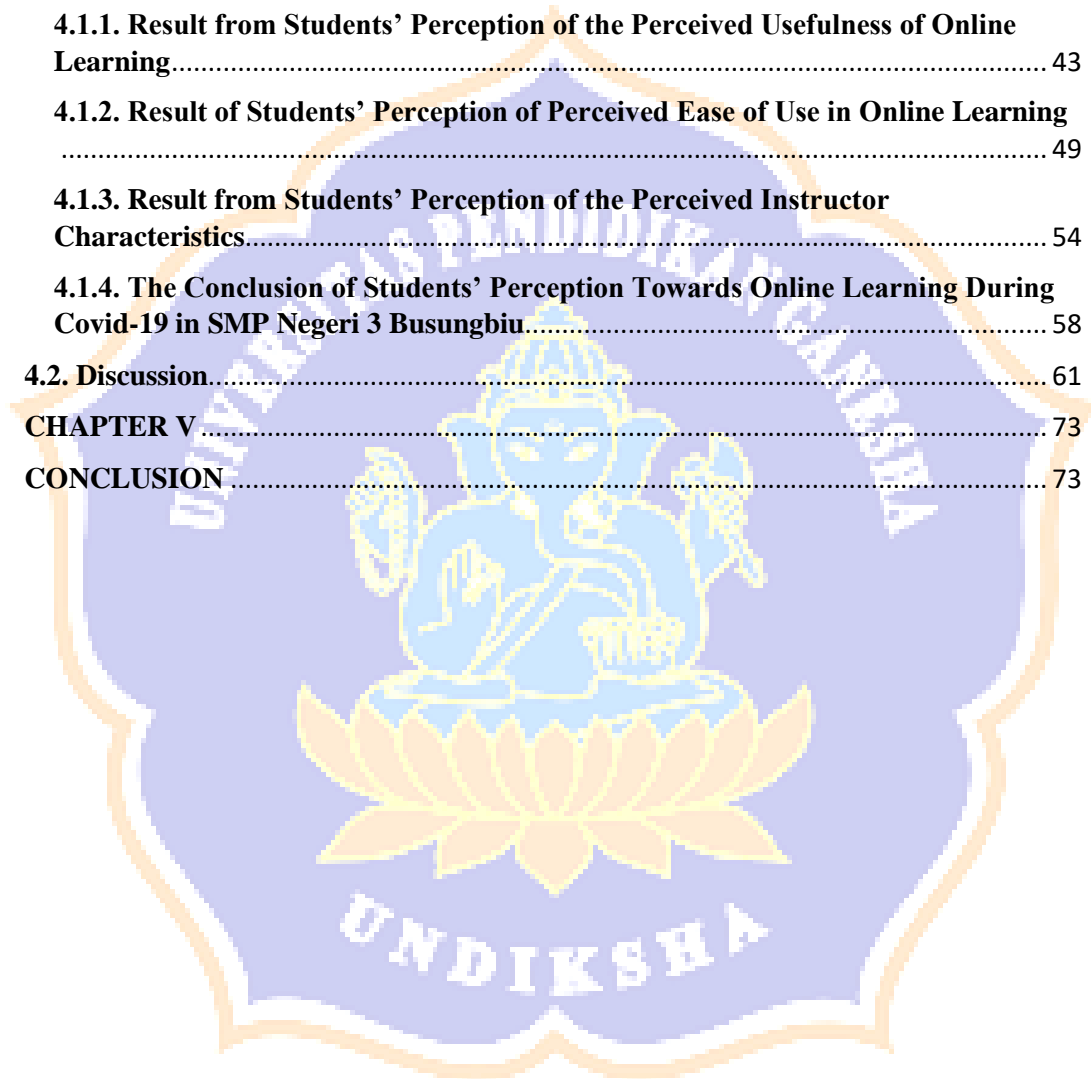 4.1.1. Result from Students’ Perception of the Perceived Usefulness of Online
Learning.......................................................................................................................... 43
4.1.2. Result of Students’ Perception of Perceived Ease of Use in Online Learning
........................................................................................................................................ 49
4.1.3. Result from Students’ Perception of the Perceived Instructor
Characteristics................................................................................................................ 54
4.1.4. The Conclusion of Students’ Perception Towards Online Learning During
Covid-19 in SMP Negeri 3 Busungbiu........................................................................... 58
4.2. Discussion................................................................................................................. 61
CHAPTER V.................................................................................................................... 73
CONCLUSION................................................................................................................ 73
UNIVERSITAS PENDIDIKAN GANESHA
UNDIKSHA